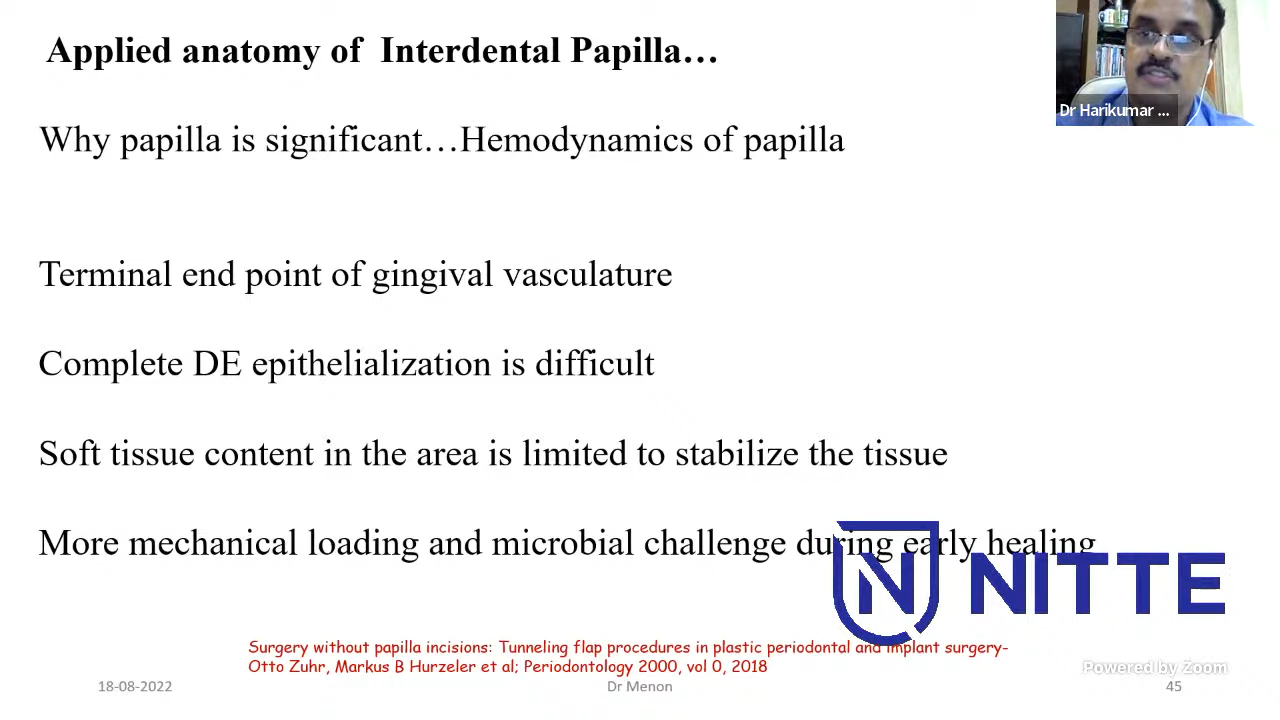 Applied anatomy of Interdental Papilla…
Dr Harikumar ...
Why papilla is significant…Hemodynamics of papilla
Terminal end point of gingival vasculature
Complete DE epithelialization is difficult
Soft tissue content in the area is limited to stabilize the tissue
More mechanical loading and microbial challenge during early healing
N NITTE
Surgery without papilla incisions: Tunneling flap procedures in plastic periodontal and implant surgery-
Otto Zuhr, Markus B Hurzeler et al; Periodontology 2000, vol 0, 2018
Powered by Zoom
18-08-2022 Dr Menon 45